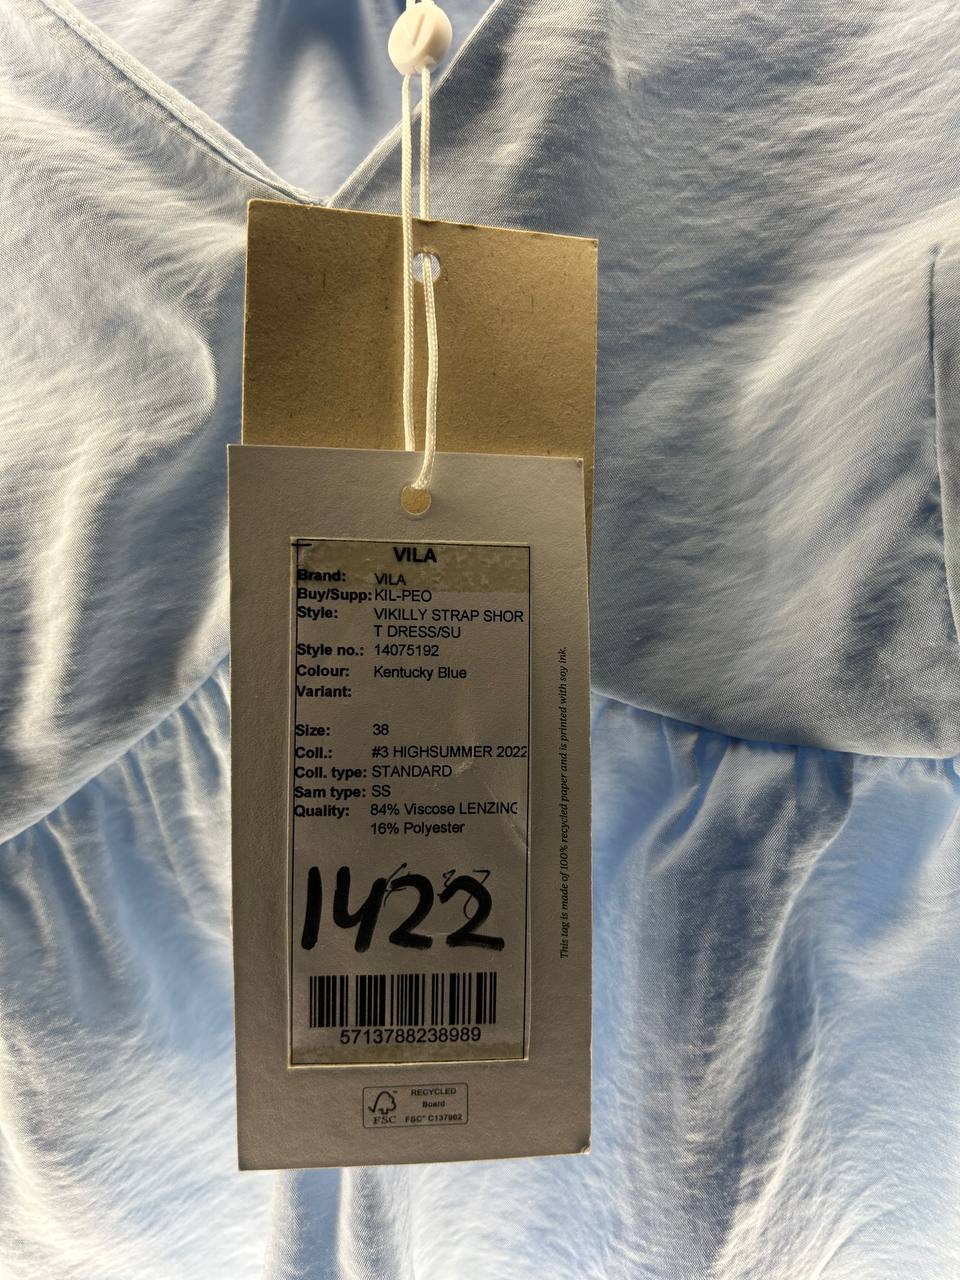 VILA
Brand: VILA
Buy/Supp: KIL-PEO
Style: VIKILLY STRAP SHOR
T DRESS/SU
Style no.: 14075192
Colour: Kentucky Blue
Variant:
Size: 38
Coll.: #3 HIGHSUMMER 2022
Coll. type: STANDARD
Sam type: SS
Quality: 84% Viscose LENZING
16% Polyester
1422
5713788238989
FSC
RECYCLED
Board
FSC® C137902
This tag is made of 100% recycled paper and is printed with soy ink.